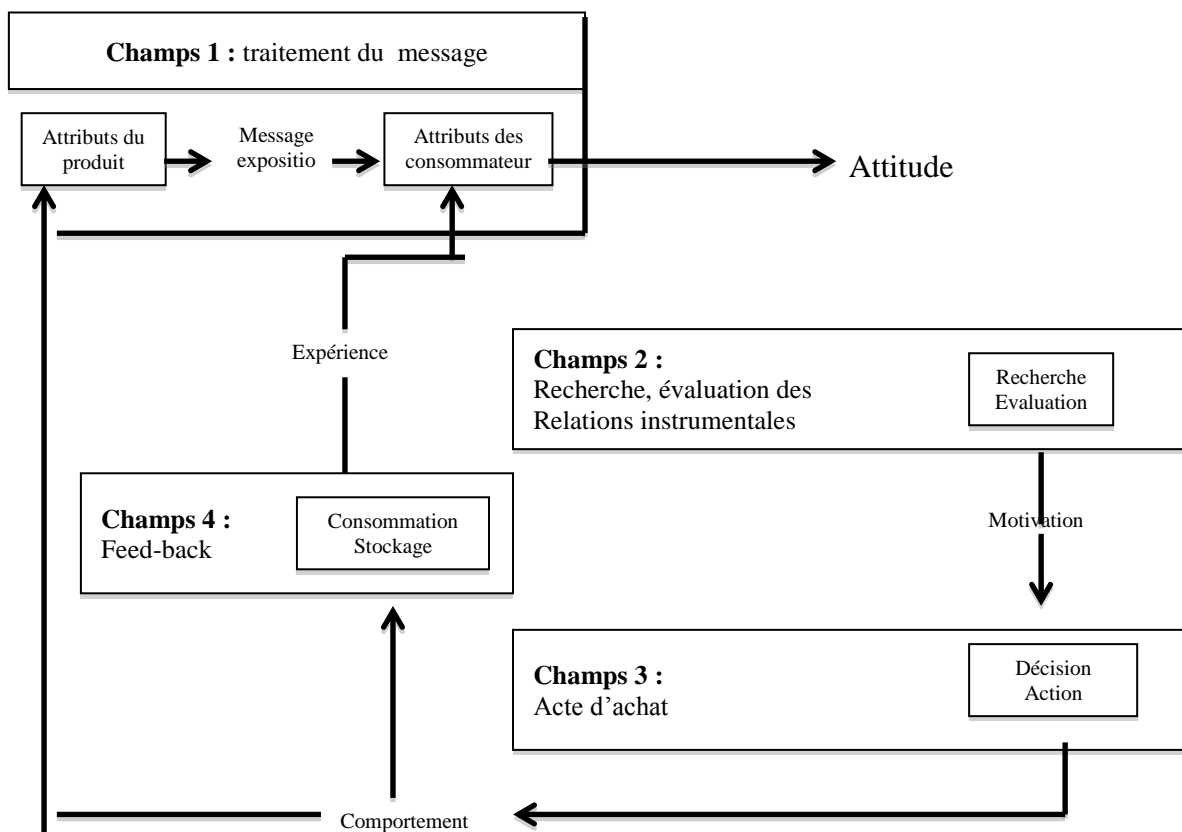 Champs 1 : traitement du  message
Attributs du
produit
Message
expositio
Attributs des
consommateur
Attitude
Expérience
Champs 2 :
Recherche, évaluation des
Relations instrumentales
Recherche
Evaluation
Motivation
Champs 4 :
Feed-back
Consommation
Stockage
Champs 3 :
Acte d’achat
Décision
Action
Comportement